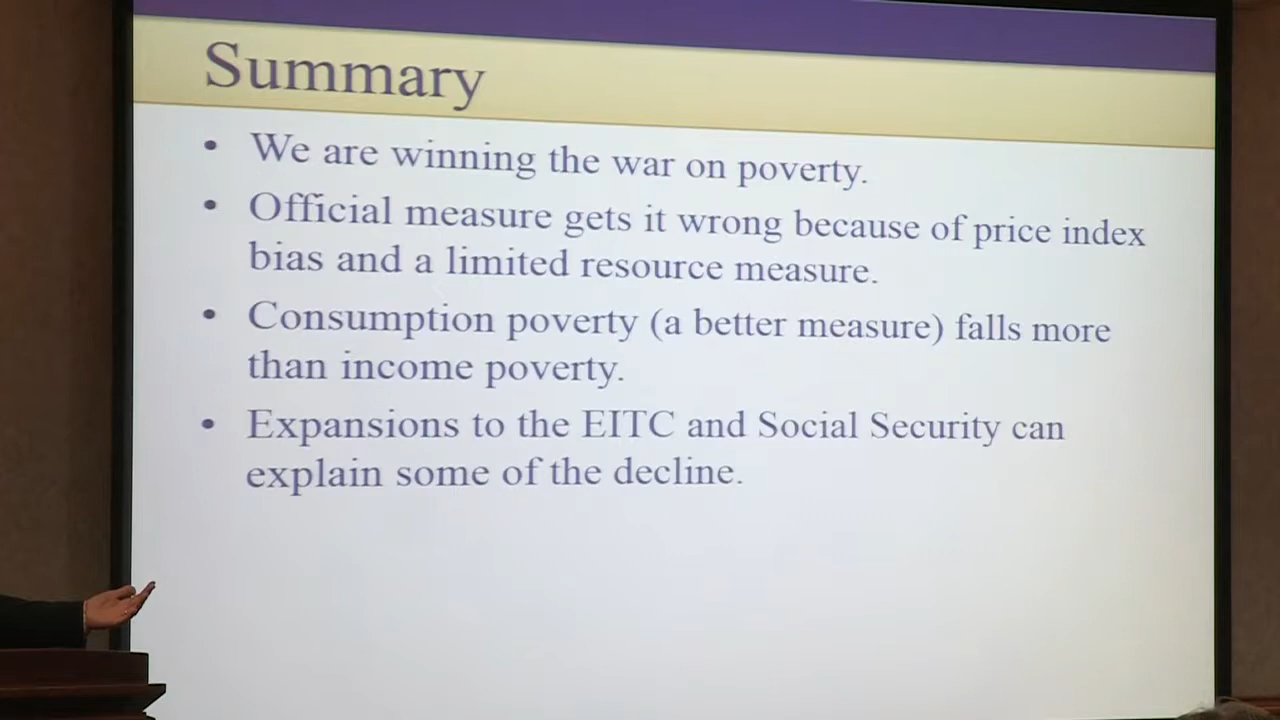 Summary
• We are winning the war on poverty.
• Official measure gets it wrong because of price index
bias and a limited resource measure.
• Consumption poverty (a better measure) falls more
than income poverty.
• Expansions to the EITC and Social Security can
explain some of the decline.